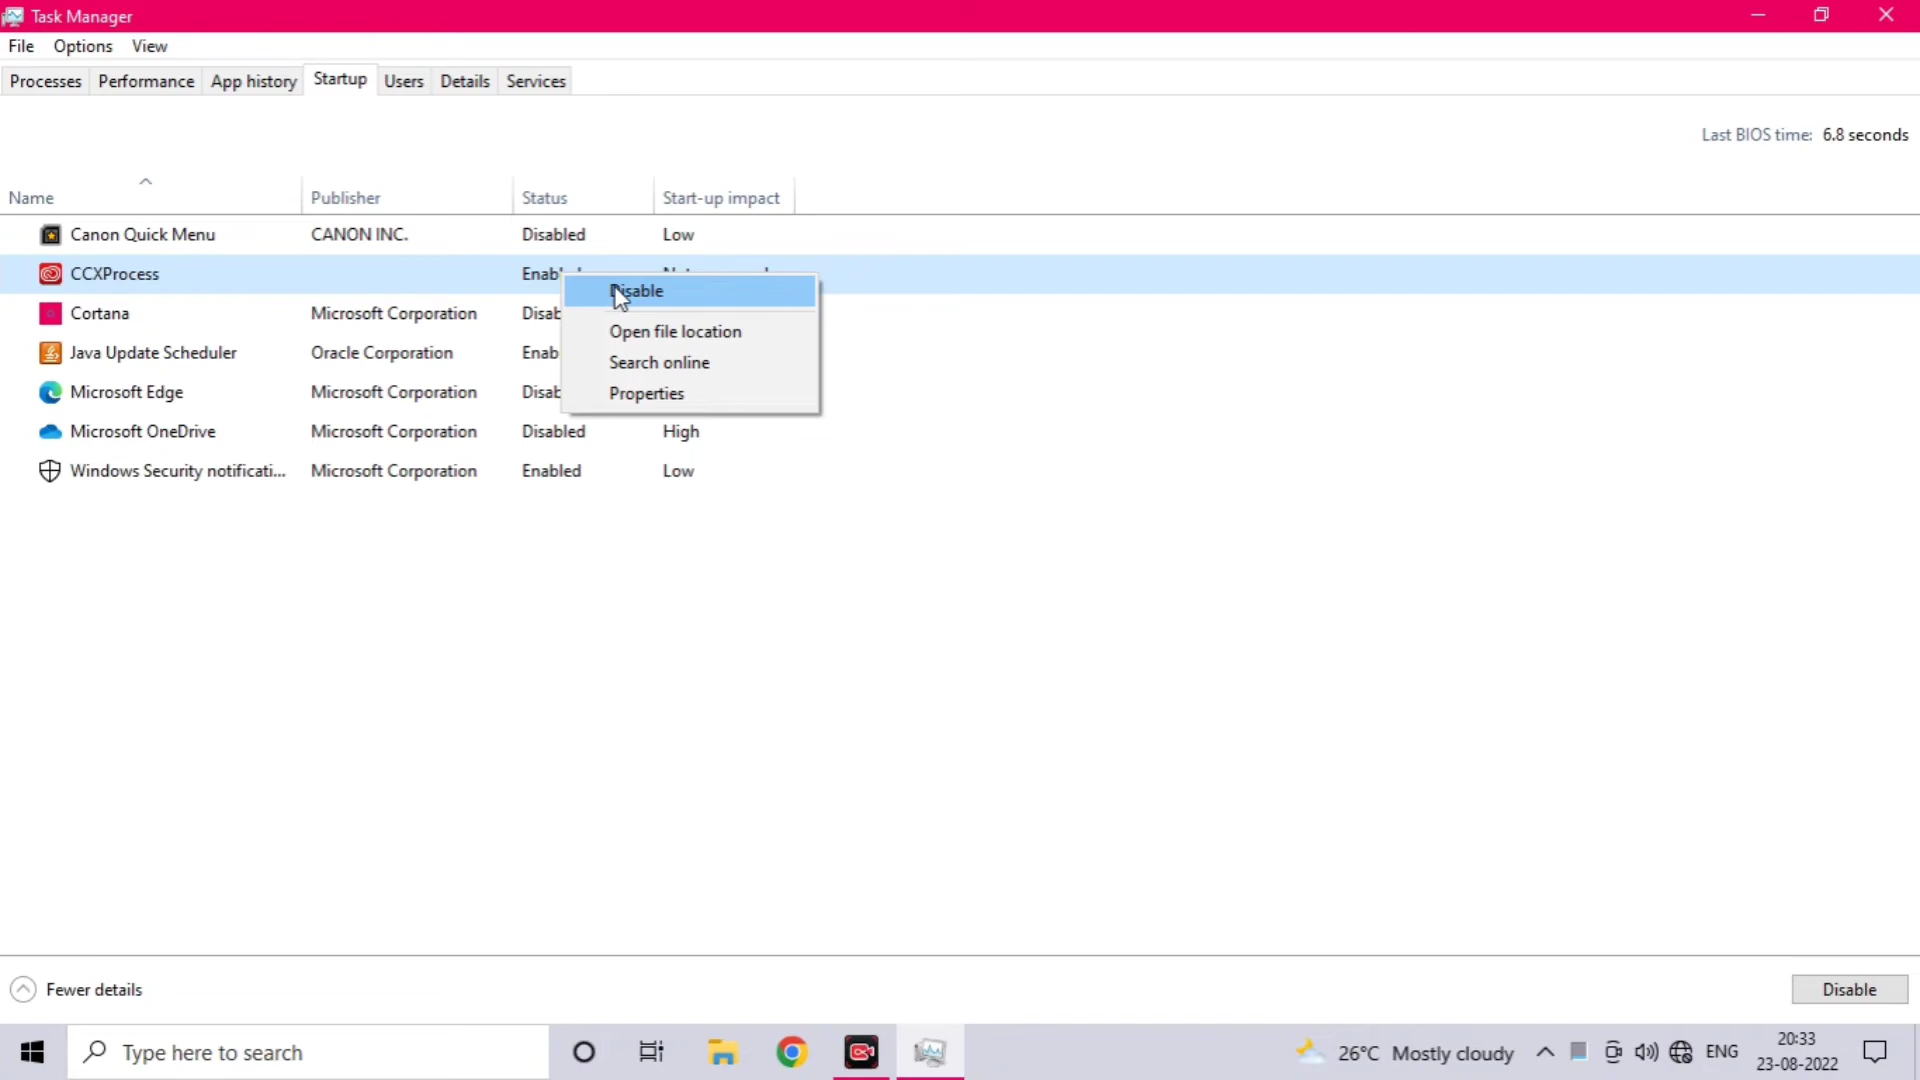 Task Manager
File Options View
Processes Performance App history Startup Users Details Services
Last BIOS time: 6.8 seconds
Name Publisher Status Start-up impact
Canon Quick Menu CANON INC. Disabled Low
CCXProcess
Disable
Cortana Microsoft Corporation
Open file location
Java Update Scheduler Oracle Corporation
Search online
Microsoft Edge Microsoft Corporation
Properties
Microsoft OneDrive Microsoft Corporation Disabled High
Windows Security notificati... Microsoft Corporation Enabled Low
Fewer details Disable
Type here to search 26°C Mostly cloudy ENG 20:33
23-08-2022